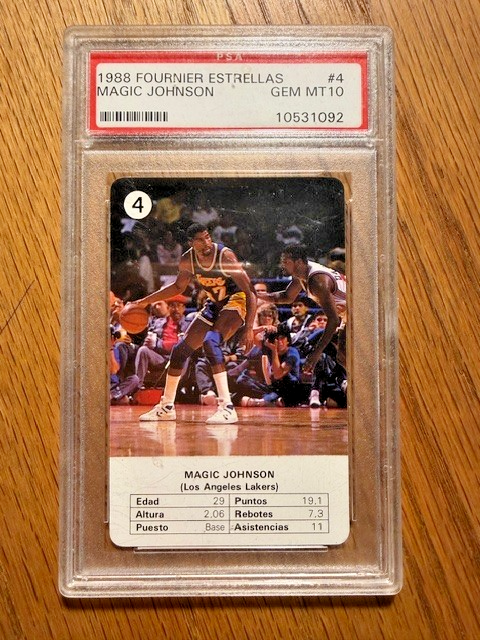 PSA
1988 FOURNIER ESTRELLAS #4
MAGIC JOHNSON GEM MT10
10531092
4
MAGIC JOHNSON
(Los Angeles Lakers)
Edad 29 Puntos 19.1
Altura 2.06 Rebotes 7.3
Puesto Base Asistencias 11